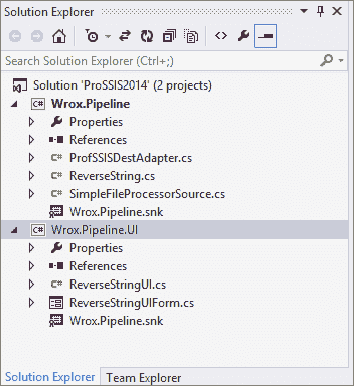 Solution Explorer
Search Solution Explorer (Ctrl+;)
Solution 'ProSSIS2014' (2 projects)
C# Wrox.Pipeline
Properties
References
C# ProfSSISDestAdapter.cs
C# ReverseString.cs
C# SimpleFileProcessorSource.cs
Wrox.Pipeline.snk
C# Wrox.Pipeline.UI
Properties
References
C# ReverseStringUI.cs
ReverseStringUIForm.cs
Wrox.Pipeline.snk
Solution Explorer Team Explorer